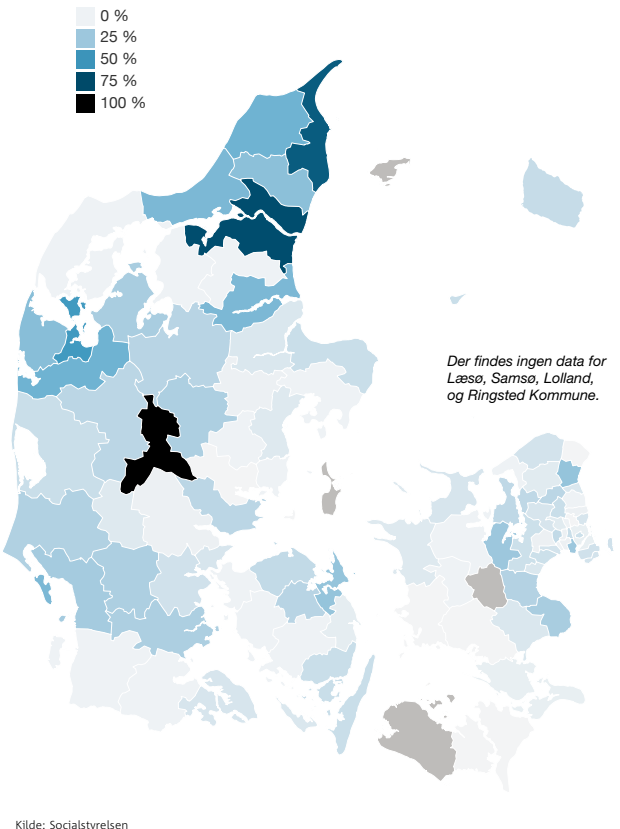 0 %
25 %
50 %
75 %
100 %
Der findes ingen data for
Læsø, Samsø, Lolland,
og Ringsted Kommune.
Kilde: Socialstyrelsen